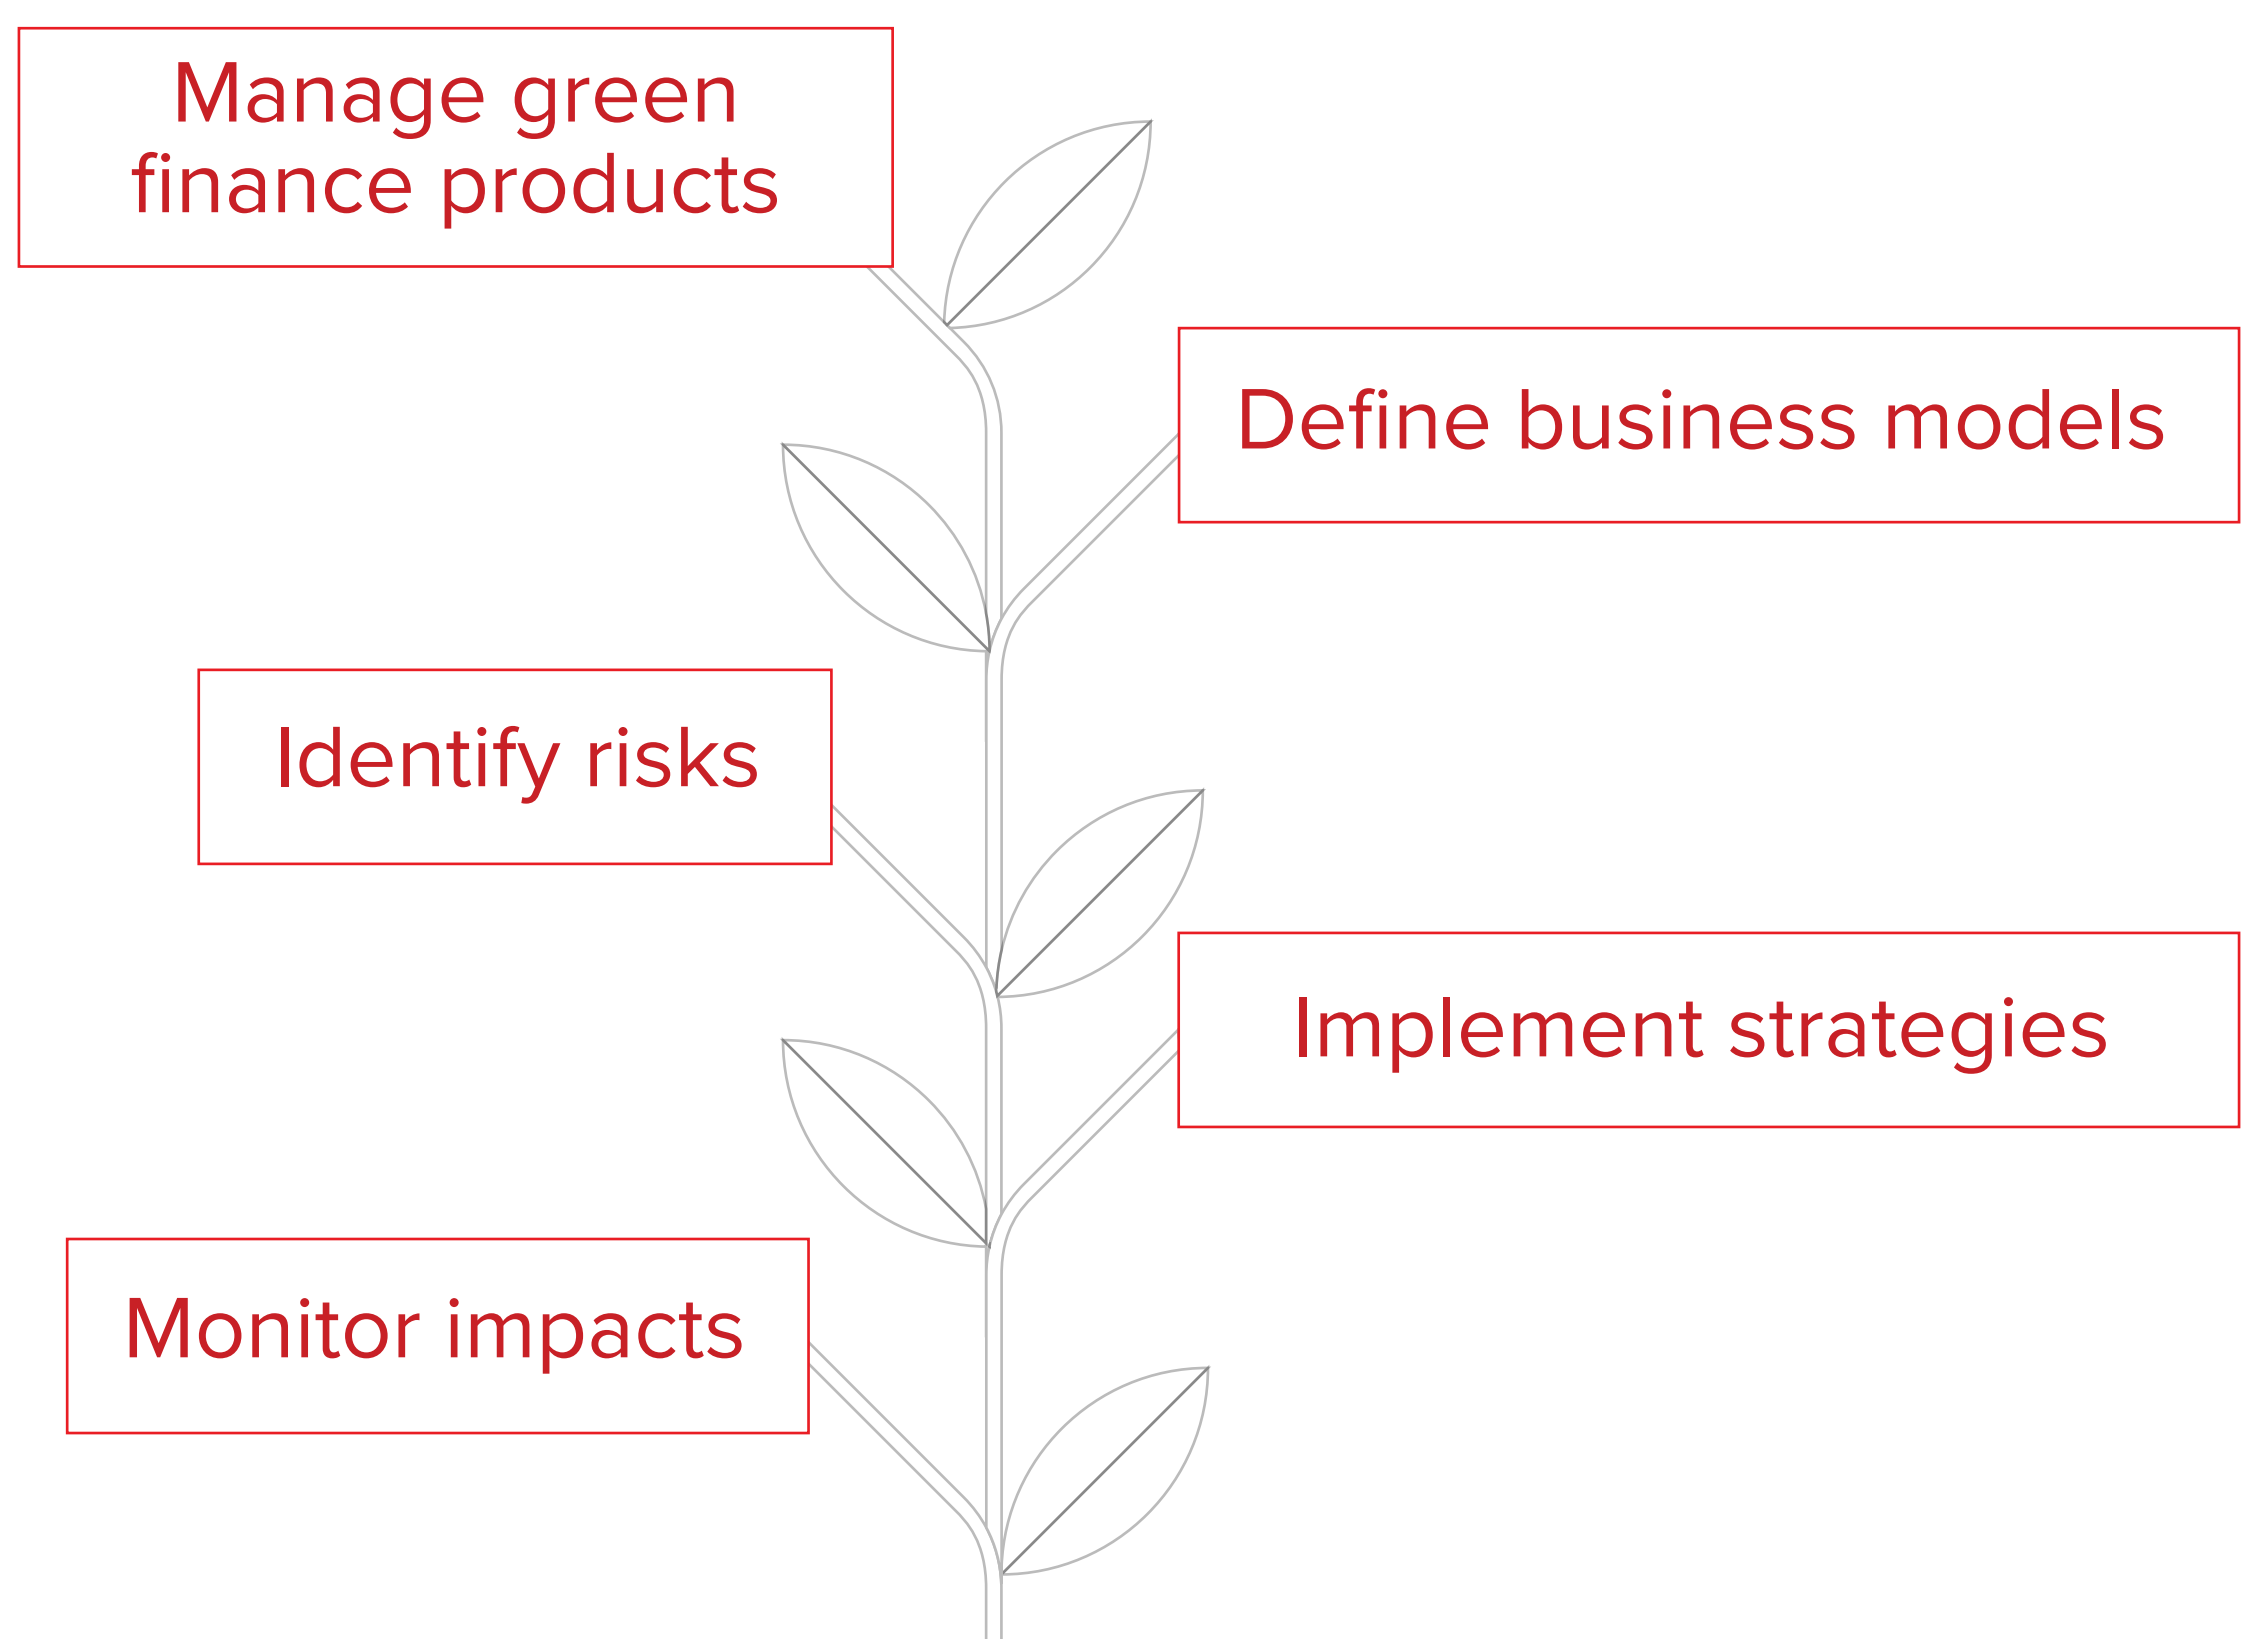 Manage green
finance products
Define business models
Identify risks
Implement strategies
Monitor impacts